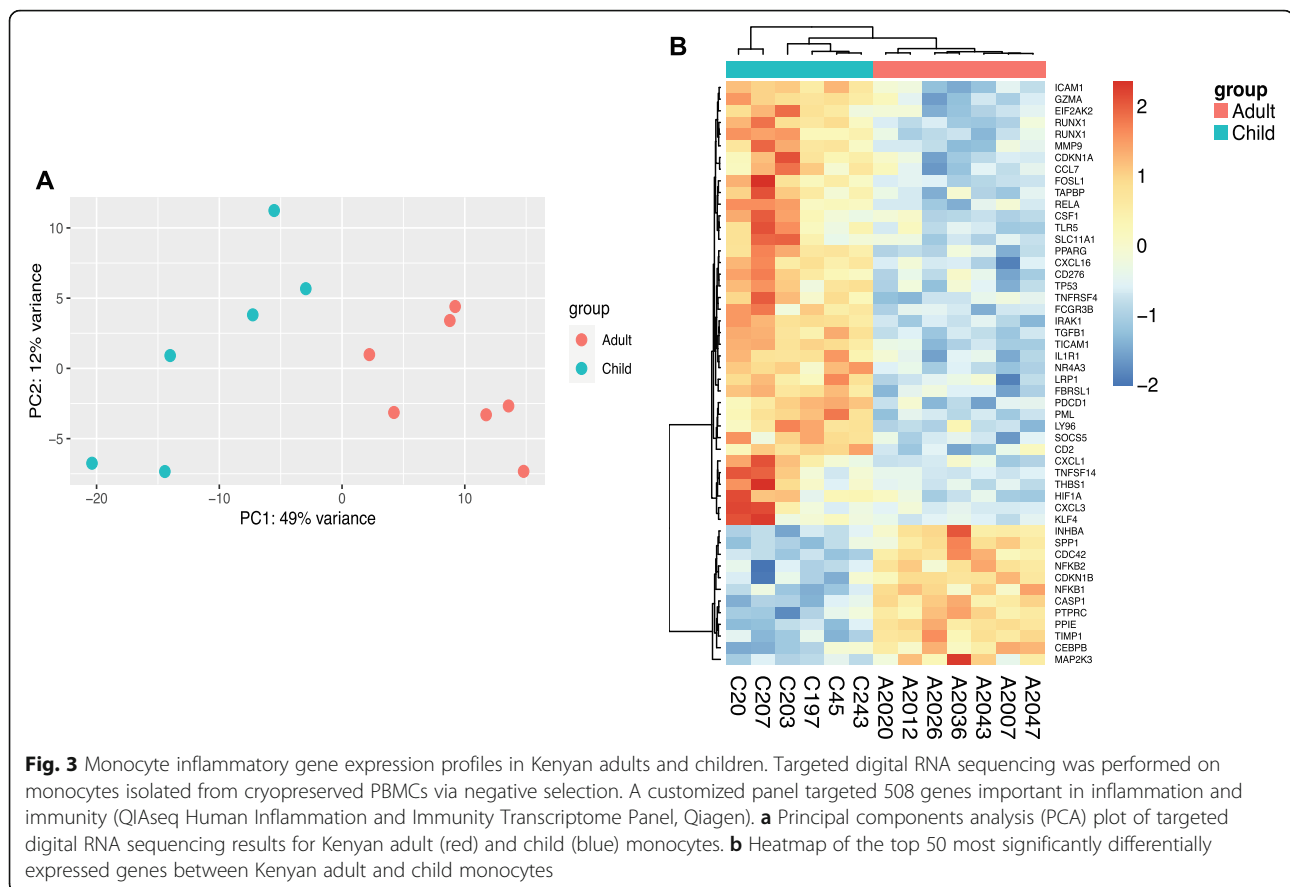 A
10
5
0
−5
PC2: 12% variance
−20
−10
0
10
PC1: 49% variance
group
Adult
Child
B
ICAM1
GZMA
EIF2AK2
RUNX1
RUNX1
MMP9
CDKN1A
CCL7
FOSL1
TAPBP
RELA
CSF1
TLR5
SLC11A1
PPARG
CXCL16
CD276
TP53
TNFRSF4
FCGR3B
IRAK1
TGFB1
TICAM1
IL1R1
NR4A3
LRP1
FBRSL1
PDCD1
PML
LY96
SOCS5
CD2
CXCL1
TNFSF14
THBS1
HIF1A
CXCL3
KLF4
INHBA
SPP1
CDC42
NFKB2
CDKN1B
NFKB1
CASP1
PTPRC
PPIE
TIMP1
CEBPB
MAP2K3
C20
C207
C203
C197
C45
C243
A2020
A2012
A2026
A2036
A2043
A2007
A2047
2
1
0
−1
−2
group
Adult
Child
Fig. 3 Monocyte inflammatory gene expression profiles in Kenyan adults and children. Targeted digital RNA sequencing was performed on
monocytes isolated from cryopreserved PBMCs via negative selection. A customized panel targeted 508 genes important in inflammation and
immunity (QIAseq Human Inflammation and Immunity Transcriptome Panel, Qiagen). a Principal components analysis (PCA) plot of targeted
digital RNA sequencing results for Kenyan adult (red) and child (blue) monocytes. b Heatmap of the top 50 most significantly differentially
expressed genes between Kenyan adult and child monocytes